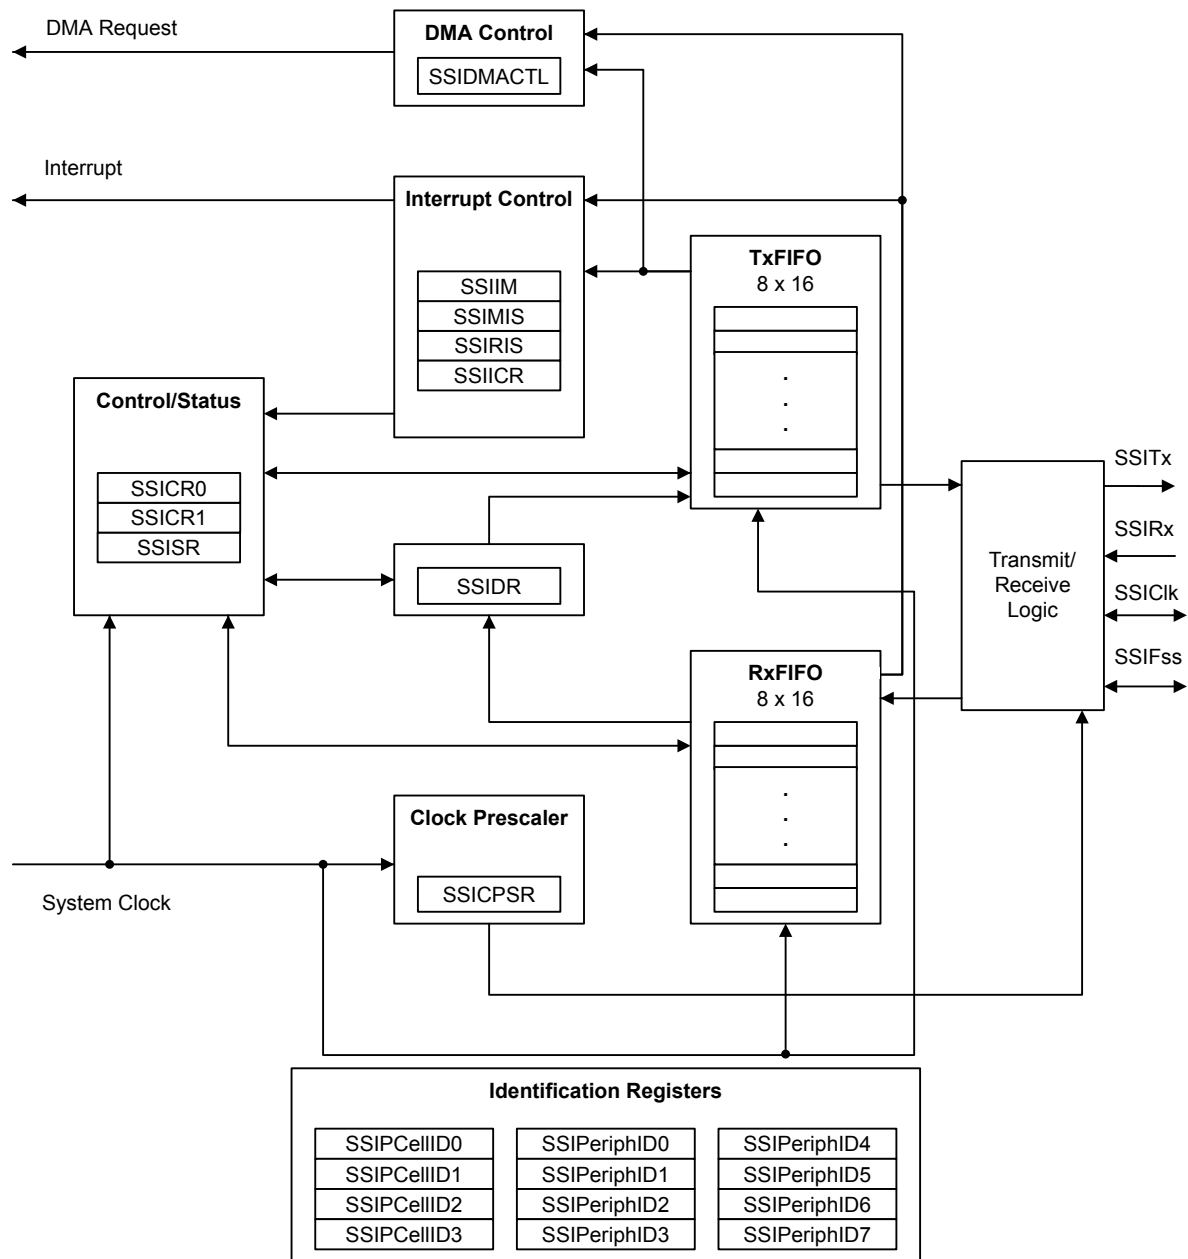 DMA Request
DMA Control
SSIDMACTL
Interrupt
Interrupt Control
SSIIM
SSIMIS
SSIRIS
SSIICR
TxFIFO
8 x 16
.
.
.
Control/Status
SSICR0
SSICR1
SSISR
SSIDR
Transmit/
Receive
Logic
SSITx
SSIRx
SSIClk
SSIFss
RxFIFO
8 x 16
.
.
.
Clock Prescaler
SSICPSR
System Clock
Identification Registers
SSIPCellID0
SSIPCellID1
SSIPCellID2
SSIPCellID3
SSIPeriphID0
SSIPeriphID1
SSIPeriphID2
SSIPeriphID3
SSIPeriphID4
SSIPeriphID5
SSIPeriphID6
SSIPeriphID7